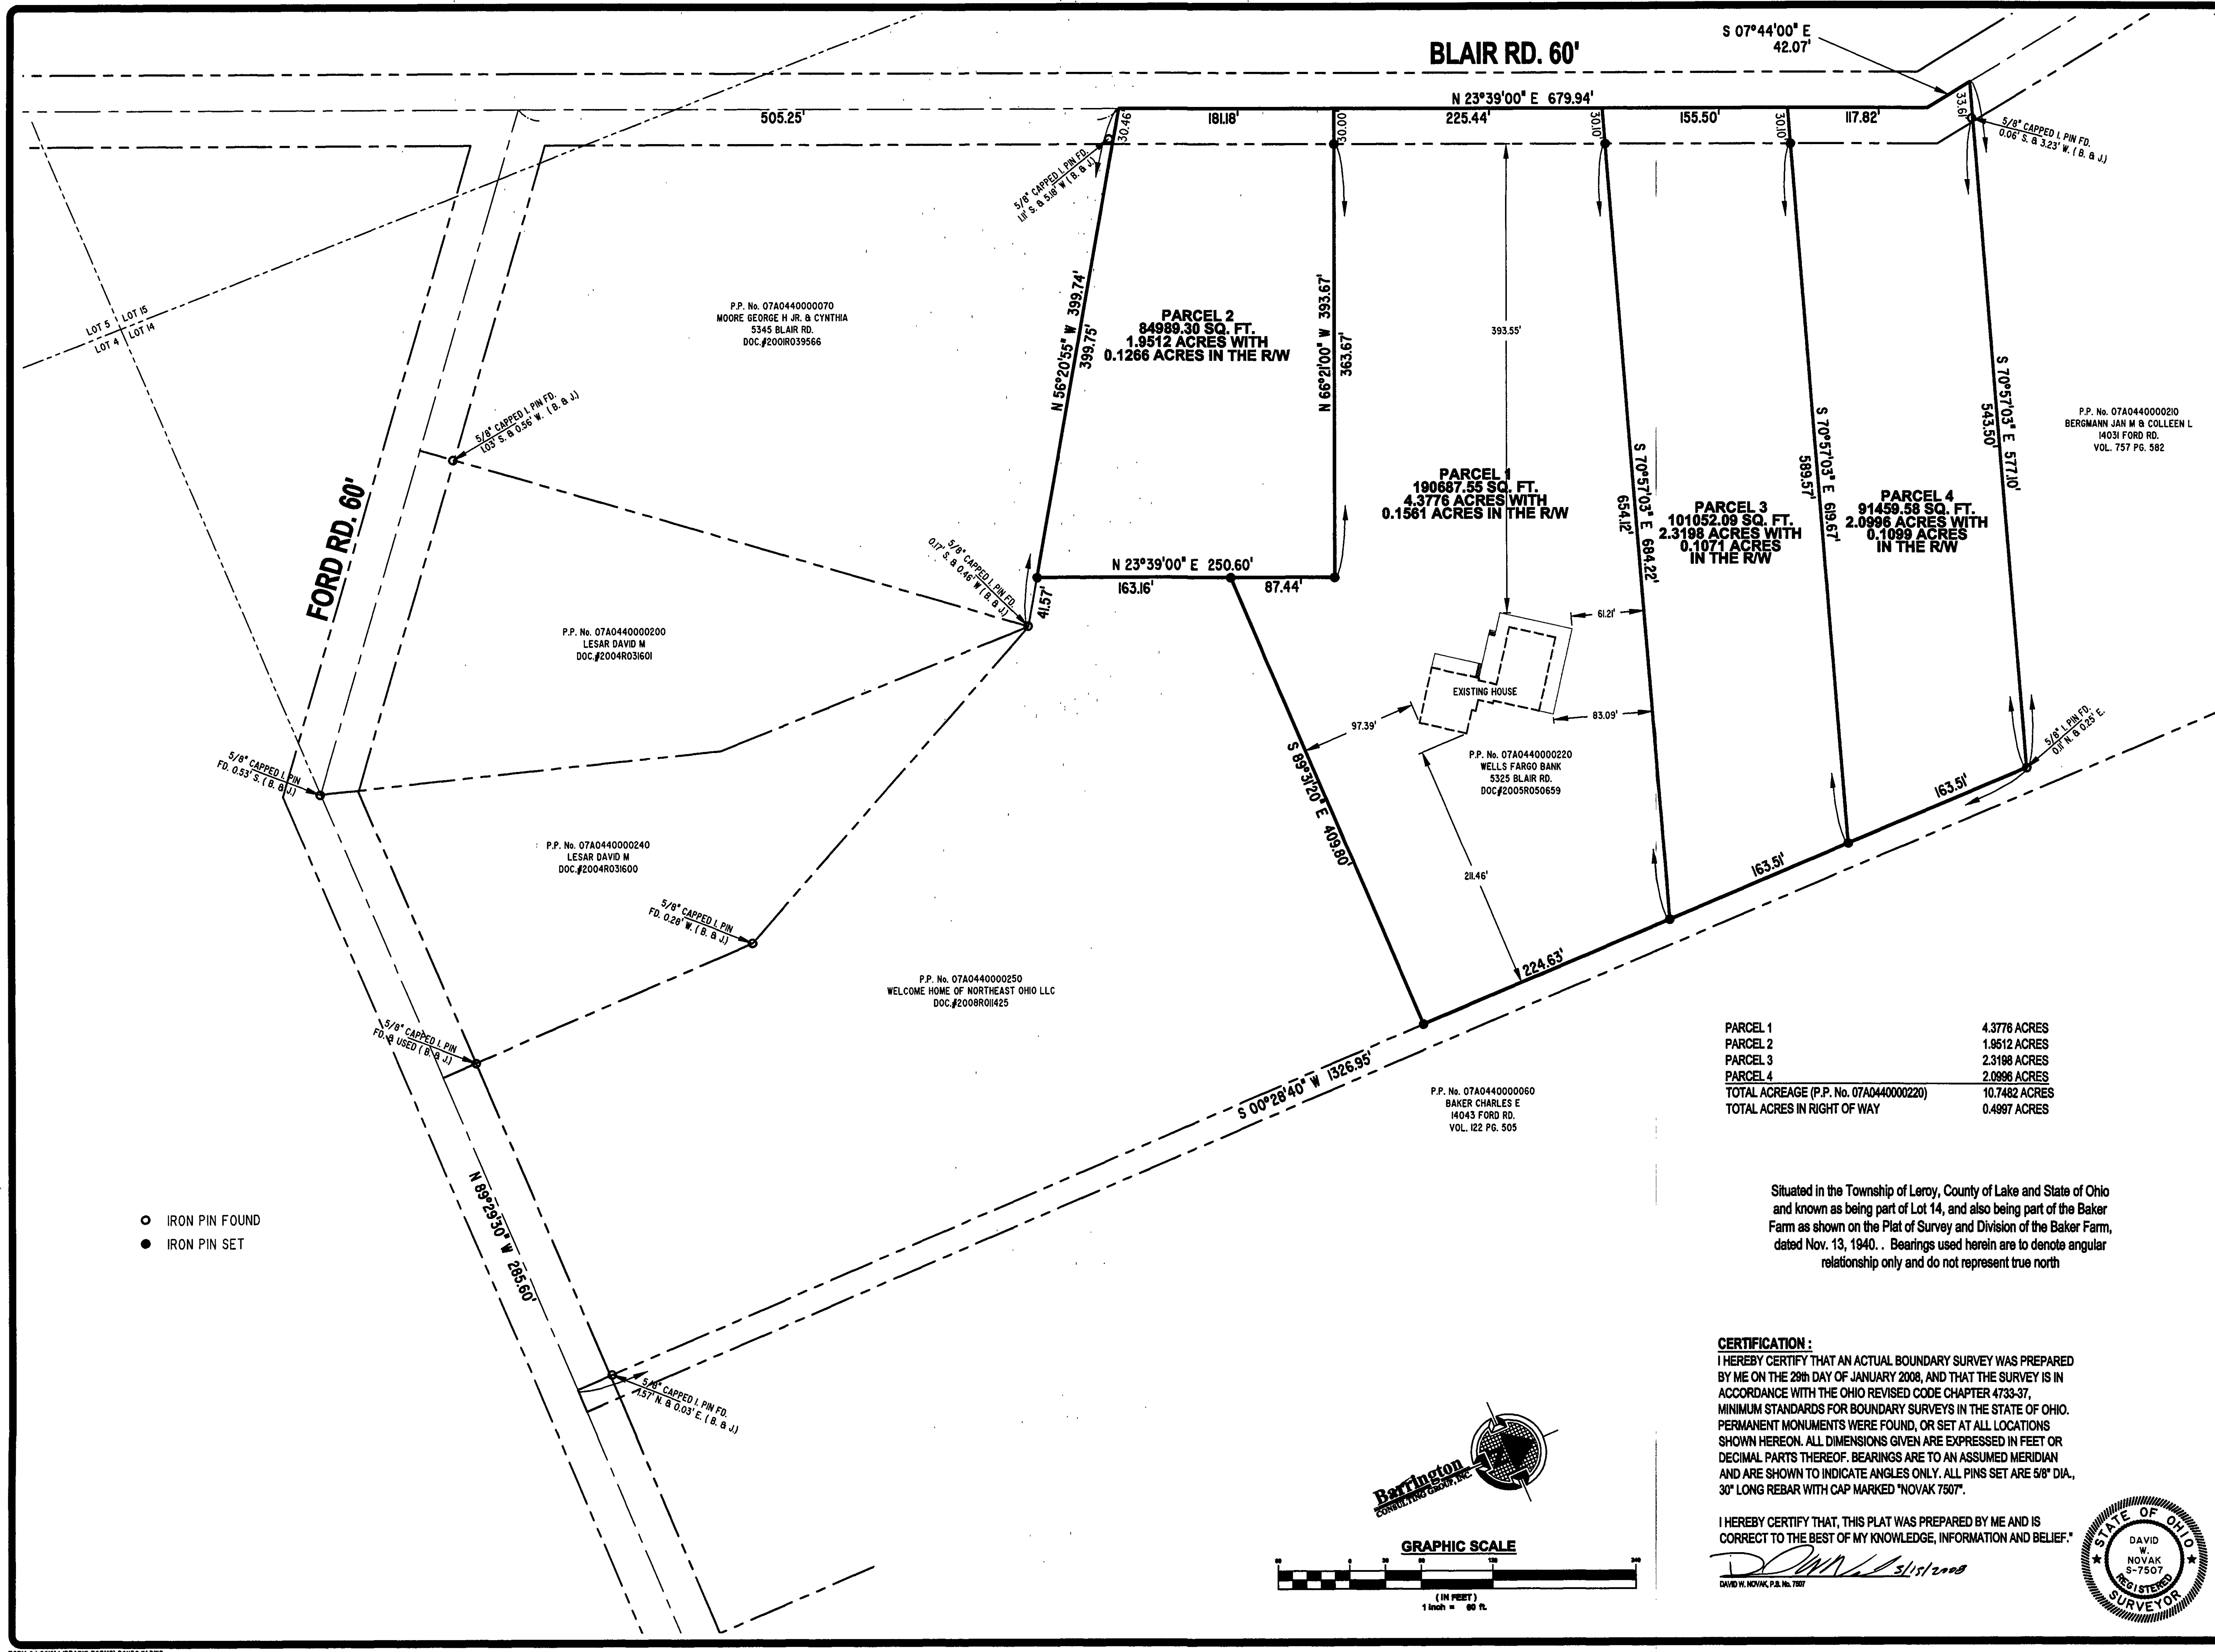 S 07°44'00" E
42.07'
BLAIR RD. 60'
N 23°39'00" E 679.94'
505.25'
30.46'
181.18'
30.00'
225.44'
30.10'
155.50'
30.10'
117.82'
33.61'
5/8" CAPPED I. PIN FD.
0.06' S. & 3.23' W. ( B. & J.)
5/8" CAPPED I. PIN FD.
1.11' S. & 5.18' W ( B. & J.)
LOT 5
LOT 15
LOT 4
LOT 14
P.P. No. 07A0440000070
MOORE GEORGE H JR. & CYNTHIA
5345 BLAIR RD.
DOC.#2001R039566
N 56°20'55" W 399.74'
399.75'
PARCEL 2
84989.30 SQ. FT.
1.9512 ACRES WITH
0.1266 ACRES IN THE R/W
N 66°21'00" W 393.67'
363.67'
393.55'
S 70°57'03" E 577.10'
543.50'
P.P. No. 07A0440000210
BERGMANN JAN M & COLLEEN L
14031 FORD RD.
VOL. 757 PG. 582
5/8" CAPPED I. PIN FD.
1.03' S. & 0.56' W. ( B. & J.)
FORD RD. 60'
PARCEL 1
190687.55 SQ. FT.
4.3776 ACRES WITH
0.1561 ACRES IN THE R/W
S 70°57'03" E 684.22'
654.12'
PARCEL 3
101052.09 SQ. FT.
2.3198 ACRES WITH
0.1071 ACRES
IN THE R/W
S 70°57'03" E 619.67'
589.57'
PARCEL 4
91459.58 SQ. FT.
2.0996 ACRES WITH
0.1099 ACRES
IN THE R/W
5/8" CAPPED I. PIN FD.
0.17' S. & 0.46' W ( B. & J.)
N 23°39'00" E 250.60'
163.16'
87.44'
41.57'
P.P. No. 07A0440000200
LESAR DAVID M
DOC.#2004R031601
61.21'
EXISTING HOUSE
83.09'
97.39'
5/8" CAPPED I. PIN
FD. 0.53' S. ( B. & J.)
S 89°31'20" E 409.80'
P.P. No. 07A0440000220
WELLS FARGO BANK
5325 BLAIR RD.
DOC#2005R050659
5/8" I. PIN FD.
0.11' N. & 0.25' E.
163.51'
P.P. No. 07A0440000240
LESAR DAVID M
DOC.#2004R031600
211.46'
163.51'
5/8" CAPPED I. PIN
FD. 0.28' W. ( B. & J.)
224.63'
P.P. No. 07A0440000250
WELCOME HOME OF NORTHEAST OHIO LLC
DOC.#2008R011425
5/8" CAPPED I. PIN
FD. & USED ( B. & J.)
S 00°28'40" W 1326.95'
P.P. No. 07A0440000060
BAKER CHARLES E
14043 FORD RD.
VOL. 122 PG. 505
PARCEL 1 4.3776 ACRES
PARCEL 2 1.9512 ACRES
PARCEL 3 2.3198 ACRES
PARCEL 4 2.0996 ACRES
TOTAL ACREAGE (P.P. No. 07A0440000220) 10.7482 ACRES
TOTAL ACRES IN RIGHT OF WAY 0.4997 ACRES
N 89°29'30" W 285.60'
IRON PIN FOUND
IRON PIN SET
Situated in the Township of Leroy, County of Lake and State of Ohio
and known as being part of Lot 14, and also being part of the Baker
Farm as shown on the Plat of Survey and Division of the Baker Farm,
dated Nov. 13, 1940. . Bearings used herein are to denote angular
relationship only and do not represent true north
5/8" CAPPED I. PIN FD.
1.57' N. & 0.03' E. ( B. & J.)
CERTIFICATION :
I HEREBY CERTIFY THAT AN ACTUAL BOUNDARY SURVEY WAS PREPARED
BY ME ON THE 29th DAY OF JANUARY 2008, AND THAT THE SURVEY IS IN
ACCORDANCE WITH THE OHIO REVISED CODE CHAPTER 4733-37,
MINIMUM STANDARDS FOR BOUNDARY SURVEYS IN THE STATE OF OHIO.
PERMANENT MONUMENTS WERE FOUND, OR SET AT ALL LOCATIONS
SHOWN HEREON. ALL DIMENSIONS GIVEN ARE EXPRESSED IN FEET OR
DECIMAL PARTS THEREOF. BEARINGS ARE TO AN ASSUMED MERIDIAN
AND ARE SHOWN TO INDICATE ANGLES ONLY. ALL PINS SET ARE 5/8" DIA.,
30" LONG REBAR WITH CAP MARKED "NOVAK 7507".
I HEREBY CERTIFY THAT, THIS PLAT WAS PREPARED BY ME AND IS
CORRECT TO THE BEST OF MY KNOWLEDGE, INFORMATION AND BELIEF."
3/15/2008
DAVID W. NOVAK, P.S. No. 7507
STATE OF OHIO
DAVID
W.
NOVAK
S-7507
REGISTERED
SURVEYOR
Z
Barrington
CONSULTING GROUP, INC.
GRAPHIC SCALE
60 0 30 60 120 240
( IN FEET )
1 inch = 60 ft.